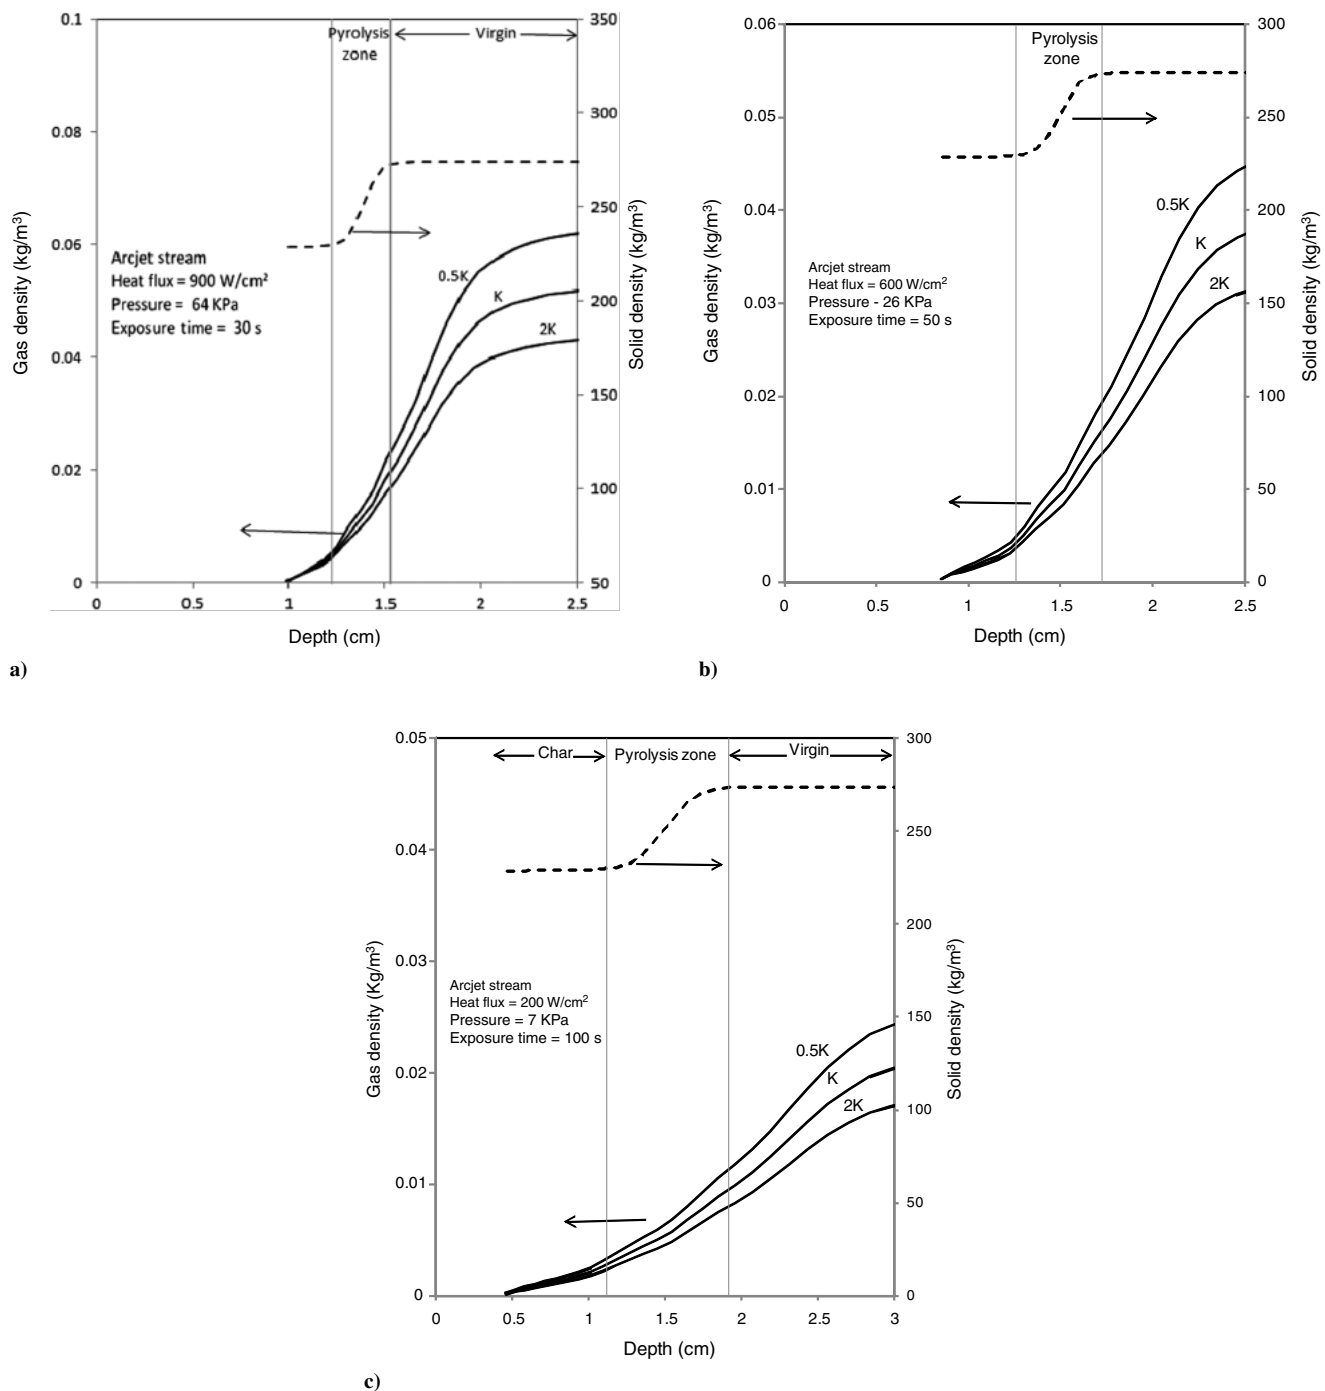 0.1
0.08
0.06
0.04
0.02
0
350
300
250
200
150
100
50
0
0.5
1
1.5
2
2.5
Gas density (kg/m³)
Solid density (kg/m³)
Depth (cm)
Pyrolysis
zone
Virgin
Arcjet stream
Heat flux = 900 W/cm²
Pressure = 64 KPa
Exposure time = 30 s
0.5K
K
2K
a)
0.06
0.05
0.04
0.03
0.02
0.01
0
300
250
200
150
100
50
0
0
0.5
1
1.5
2
2.5
Gas density (kg/m³)
Solid density (kg/m³)
Depth (cm)
Pyrolysis
zone
Arcjet stream
Heat flux = 600 W/cm²
Pressure - 26 KPa
Exposure time = 50 s
0.5K
K
2K
b)
0.05
0.04
0.03
0.02
0.01
0
300
250
200
150
100
50
0
0
0.5
1
1.5
2
2.5
3
Gas density (Kg/m³)
Solid density (kg/m³)
Depth (cm)
Char
Pyrolysis zone
Virgin
Arcjet stream
Heat flux = 200 W/cm²
Pressure = 7 KPa
Exposure time = 100 s
0.5K
K
2K
c)